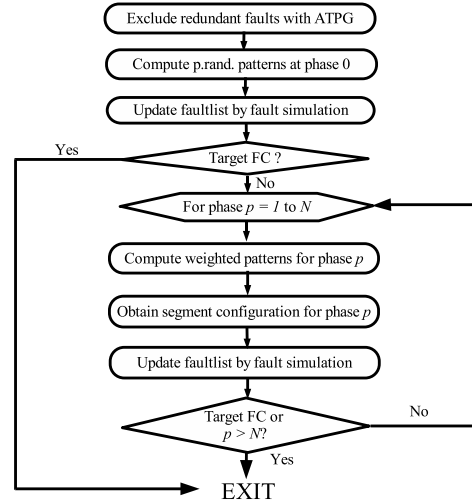 Exclude redundant faults with ATPG
Compute p.rand. patterns at phase 0
Update faultlist by fault simulation
Yes
Target FC ?
No
For phase p = 1 to N
Compute weighted patterns for phase p
Obtain segment configuration for phase p
Update faultlist by fault simulation
Target FC or
No
p > N?
Yes
EXIT